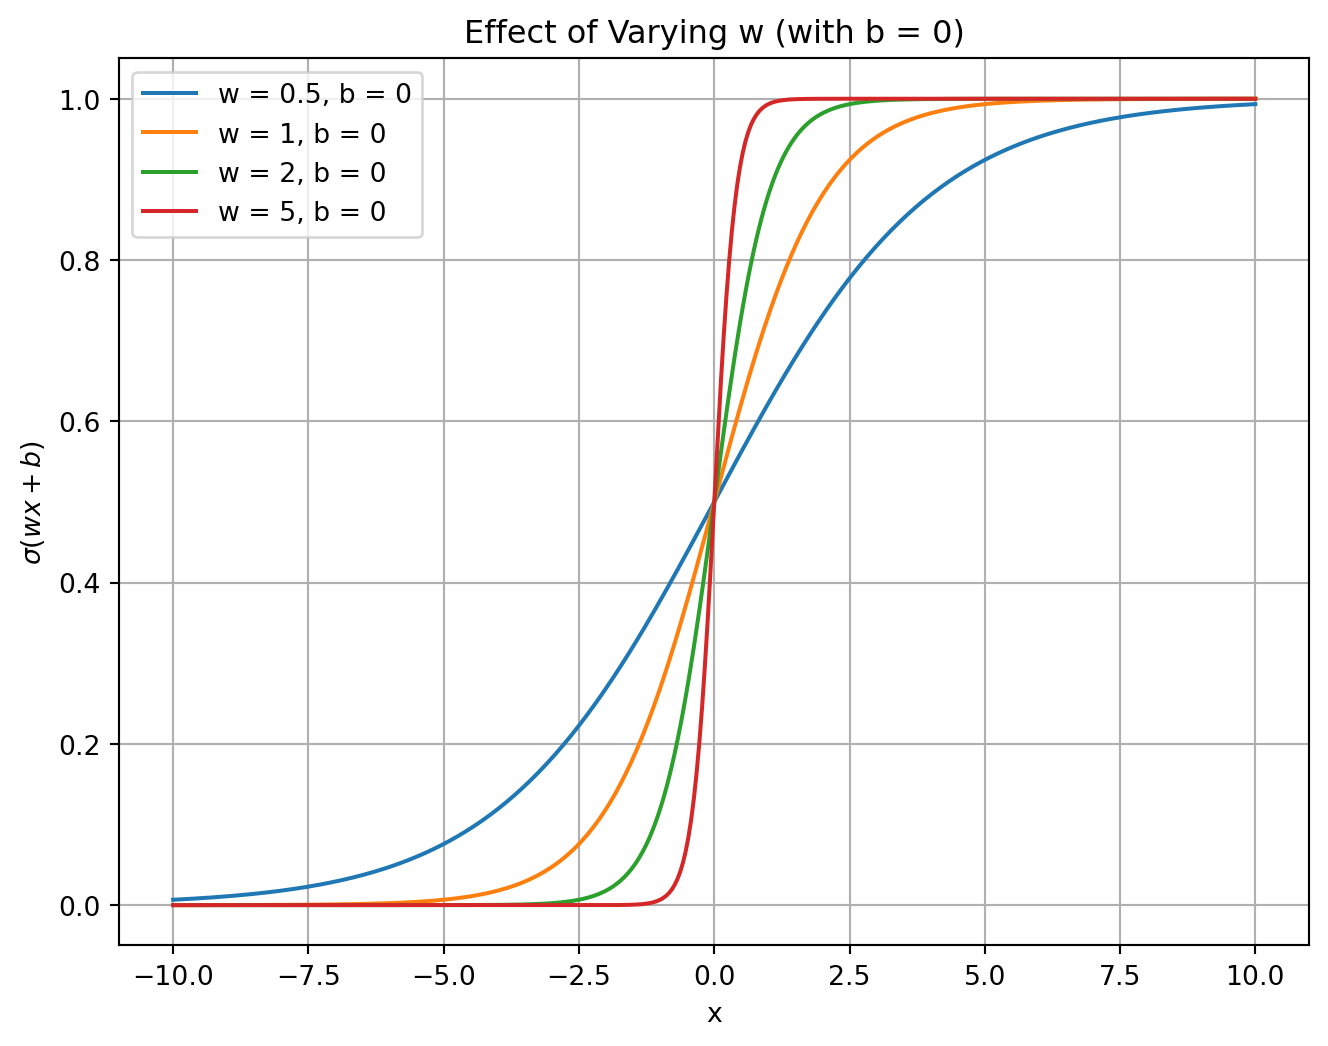 Effect of Varying w (with b = 0)
w = 0.5, b = 0
w = 1, b = 0
w = 2, b = 0
w = 5, b = 0
1.0
0.8
0.6
0.4
0.2
0.0
σ(wx + b)
−10.0 −7.5 −5.0 −2.5 0.0 2.5 5.0 7.5 10.0
x